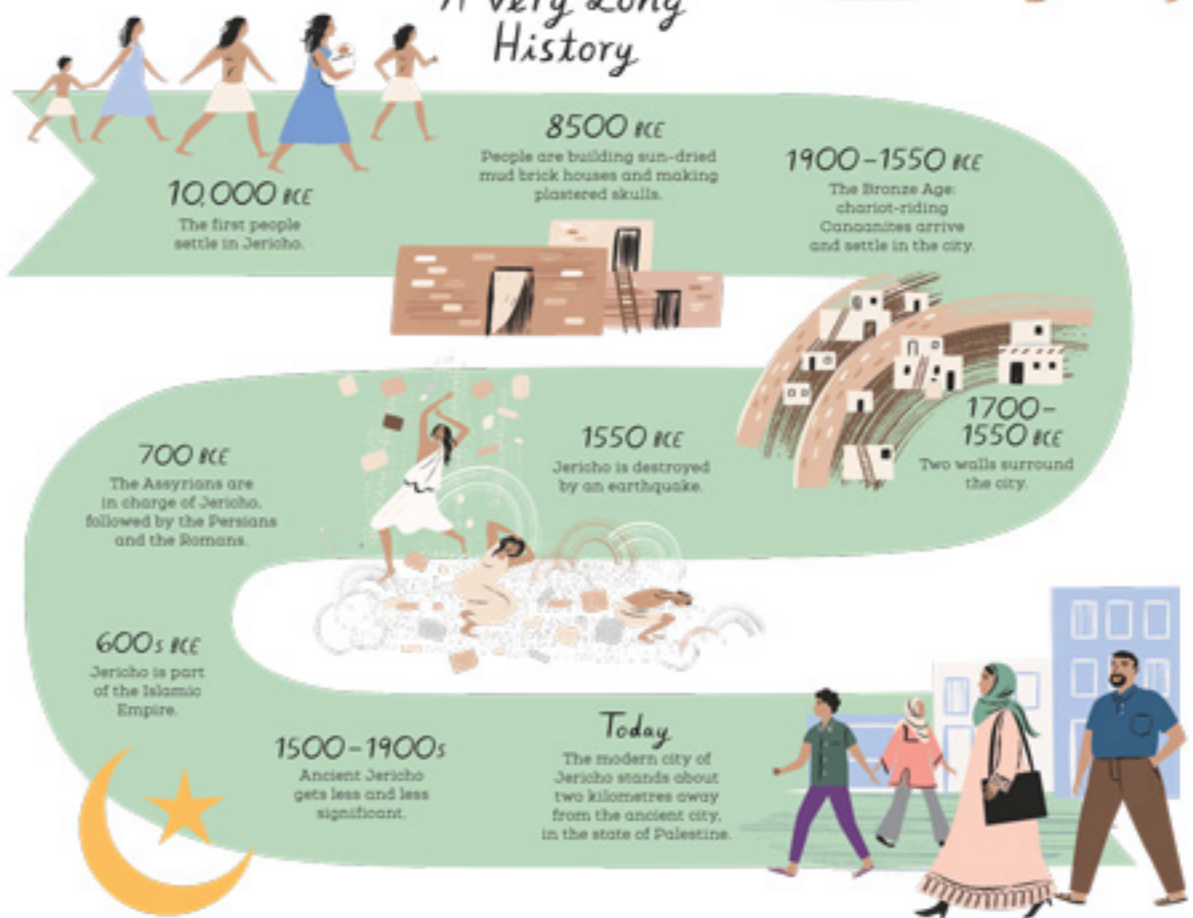 A Very Long
History
10,000 BCE
The first people
settle in Jericho.
8500 BCE
People are building sun-dried
mud brick houses and making
plastered skulls.
1900–1550 BCE
The Bronze Age:
chariot-riding
Canaanites arrive
and settle in the city.
1700–
1550 BCE
Two walls surround
the city.
1550 BCE
Jericho is destroyed
by an earthquake.
700 BCE
The Assyrians are
in charge of Jericho,
followed by the Persians
and the Romans.
600s BCE
Jericho is part
of the Islamic
Empire.
1500–1900s
Ancient Jericho
gets less and less
significant.
Today
The modern city of
Jericho stands about
two kilometres away
from the ancient city,
in the state of Palestine.